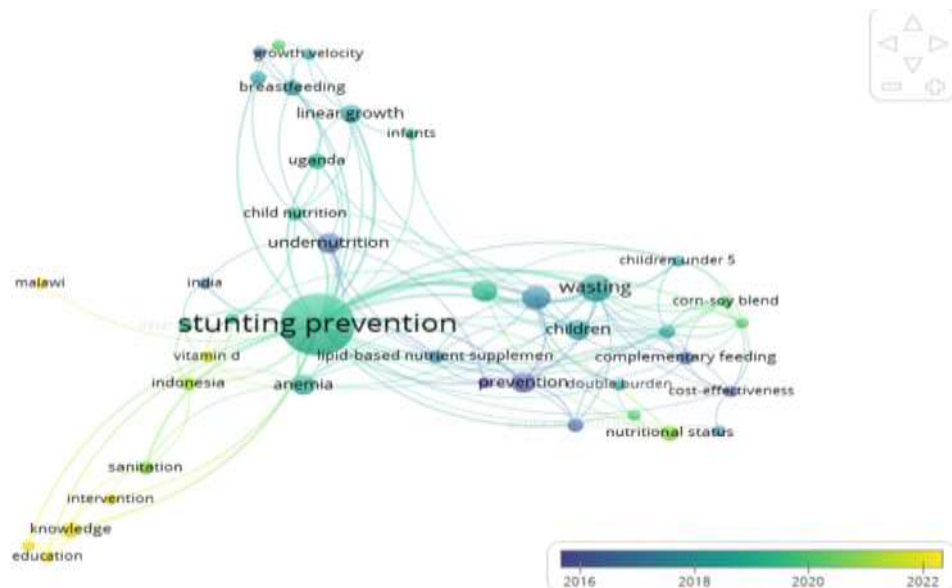 growth velocity
breastfeeding
linear growth
infants
uganda
child nutrition
undernutrition
children under 5
malawi
india
wasting
corn-soy blend
stunting prevention
children
vitamin d
lipid-based nutrient supplemen
complementary feeding
indonesia
anemia
prevention
double burden
cost-effectiveness
nutritional status
sanitation
intervention
knowledge
education
2016
2018
2020
2022